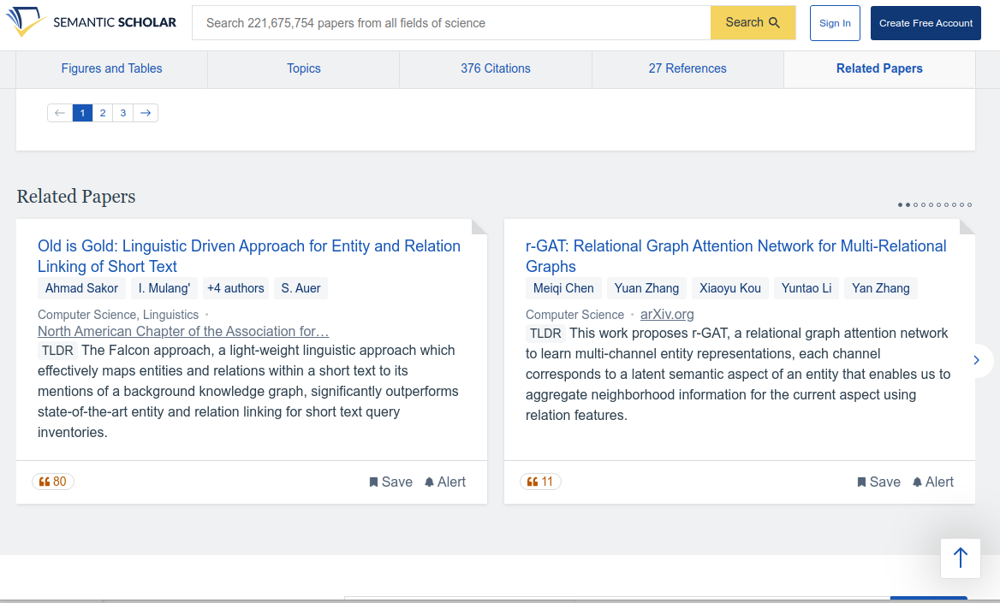 SEMANTIC SCHOLAR
Search 221,675,754 papers from all fields of science
Search
Sign In
Create Free Account
Figures and Tables
Topics
376 Citations
27 References
Related Papers
1 2 3
Related Papers
Old is Gold: Linguistic Driven Approach for Entity and Relation
Linking of Short Text
Ahmad Sakor I. Mulang' +4 authors S. Auer
Computer Science, Linguistics ·
North American Chapter of the Association for…
TLDR The Falcon approach, a light-weight linguistic approach which
effectively maps entities and relations within a short text to its
mentions of a background knowledge graph, significantly outperforms
state-of-the-art entity and relation linking for short text query
inventories.
80
Save
Alert
r-GAT: Relational Graph Attention Network for Multi-Relational
Graphs
Meiqi Chen Yuan Zhang Xiaoyu Kou Yuntao Li Yan Zhang
Computer Science · arXiv.org
TLDR This work proposes r-GAT, a relational graph attention network
to learn multi-channel entity representations, each channel
corresponds to a latent semantic aspect of an entity that enables us to
aggregate neighborhood information for the current aspect using
relation features.
11
Save
Alert